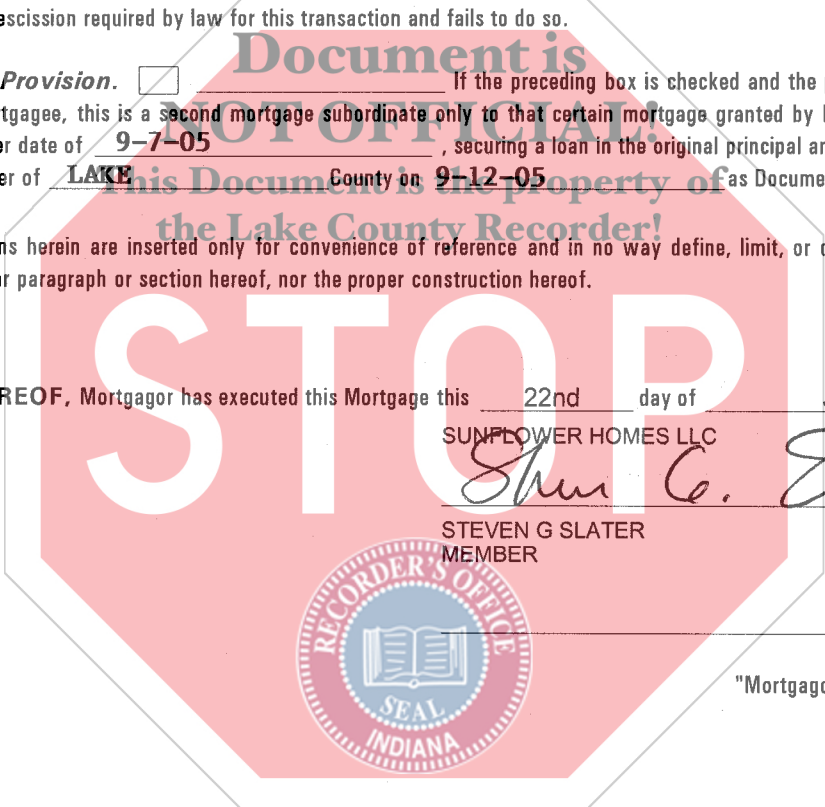 escission required by law for this transaction and fails to do so.
Document is
Provision. If the preceding box is checked and the
tgagee, this is a second mortgage subordinate only to that certain mortgage granted by
NOT OFFICIAL!
er date of 9-7-05 , securing a loan in the original principal
er of LAKE County on 9-12-05 as Docume
This Document is the property of
the Lake County Recorder!
ns herein are inserted only for convenience of reference and in no way define, limit, or
r paragraph or section hereof, nor the proper construction hereof.
STOP
REOF, Mortgagor has executed this Mortgage this 22nd day of
SUNFLOWER HOMES LLC
STEVEN G SLATER
MEMBER
RECORDER'S OFFICE
SEAL
INDIANA
"Mortgago